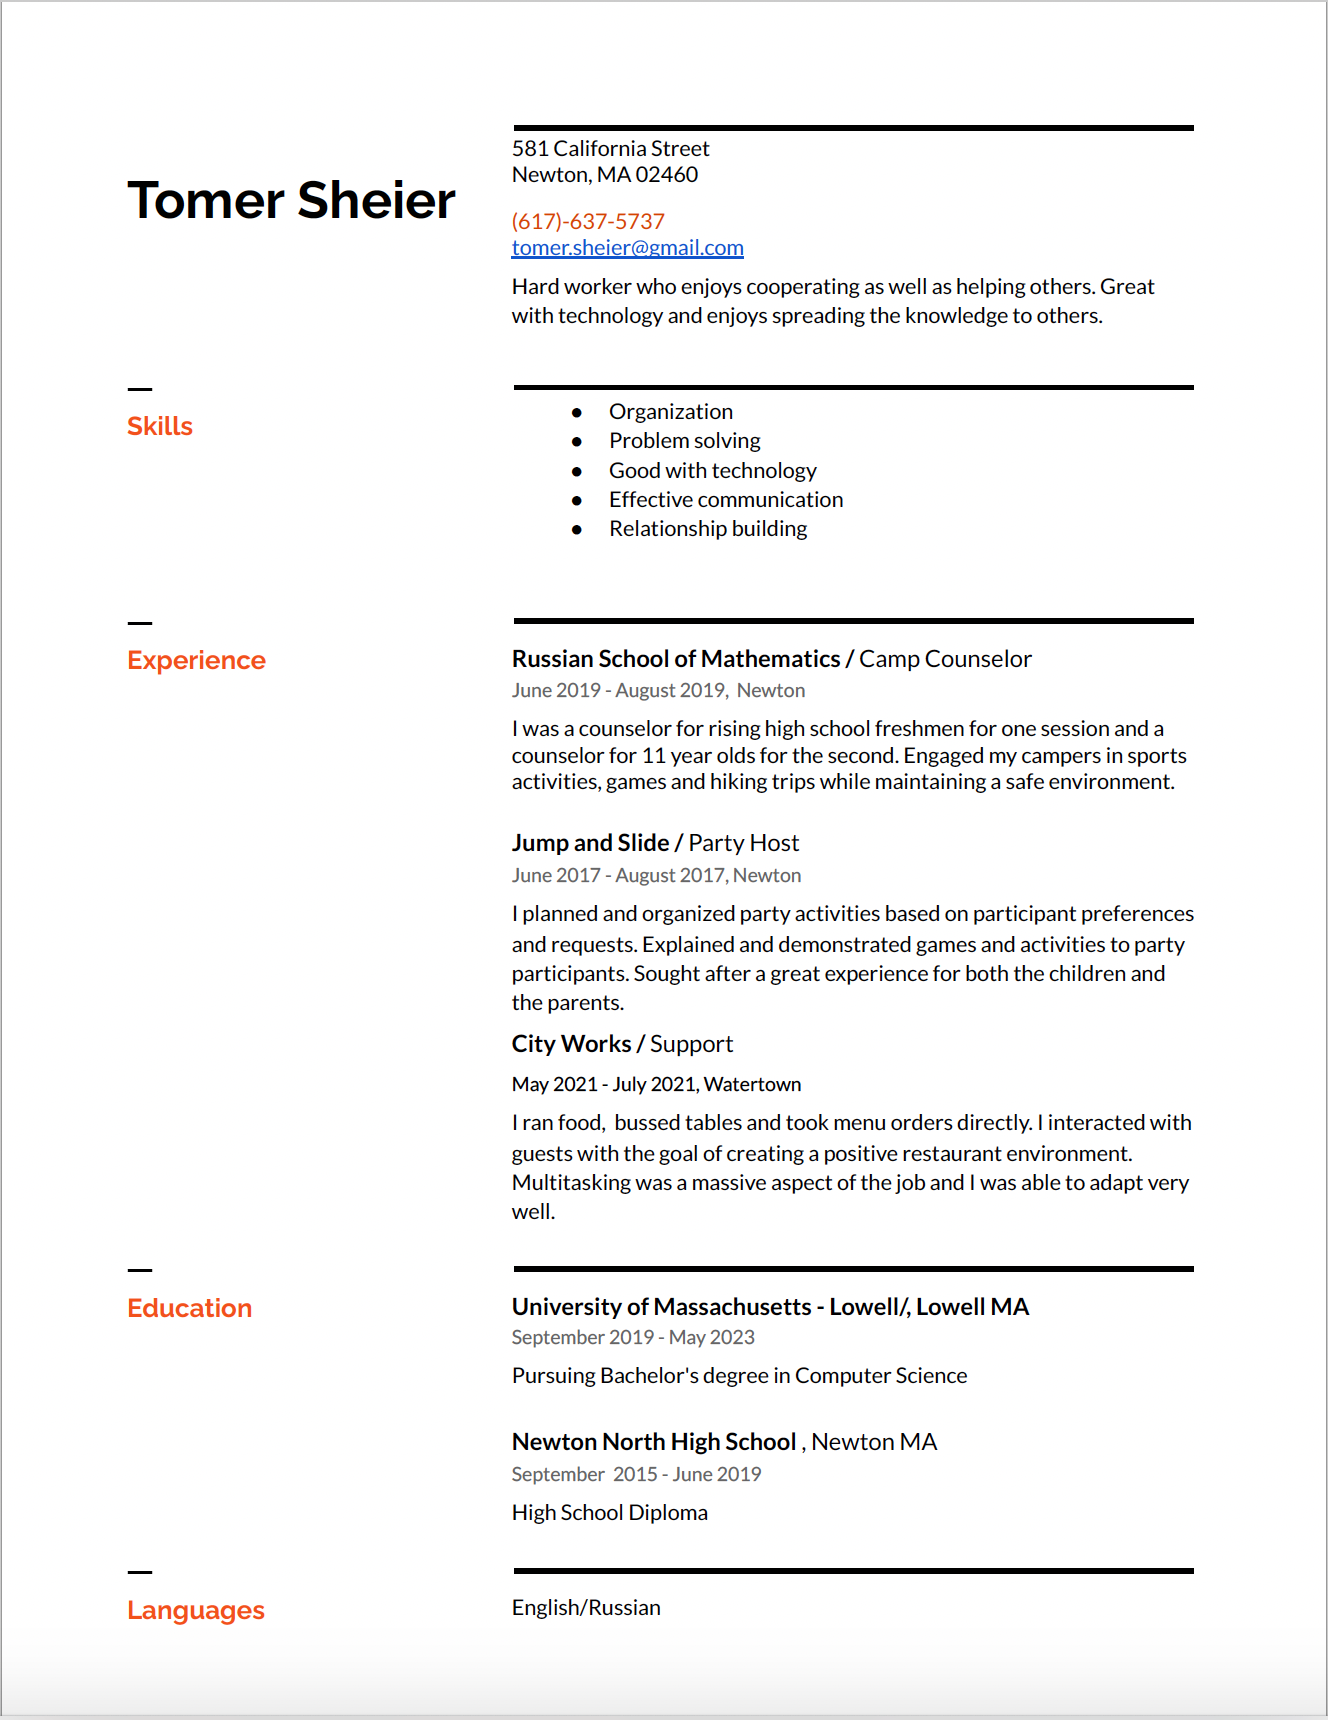 Tomer Sheier
581 California Street
Newton, MA 02460
(617)-637-5737
tomer.sheier@gmail.com
Hard worker who enjoys cooperating as well as helping others. Great
with technology and enjoys spreading the knowledge to others.
Skills
● Organization
● Problem solving
● Good with technology
● Effective communication
● Relationship building
Experience
Russian School of Mathematics / Camp Counselor
June 2019 - August 2019,  Newton
I was a counselor for rising high school freshmen for one session and a
counselor for 11 year olds for the second. Engaged my campers in sports
activities, games and hiking trips while maintaining a safe environment.
Jump and Slide / Party Host
June 2017 - August 2017, Newton
I planned and organized party activities based on participant preferences
and requests. Explained and demonstrated games and activities to party
participants. Sought after a great experience for both the children and
the parents.
City Works / Support
May 2021 - July 2021, Watertown
I ran food,  bussed tables and took menu orders directly. I interacted with
guests with the goal of creating a positive restaurant environment.
Multitasking was a massive aspect of the job and I was able to adapt very
well.
Education
University of Massachusetts - Lowell/, Lowell MA
September 2019 - May 2023
Pursuing Bachelor's degree in Computer Science
Newton North High School , Newton MA
September  2015 - June 2019
High School Diploma
Languages
English/Russian